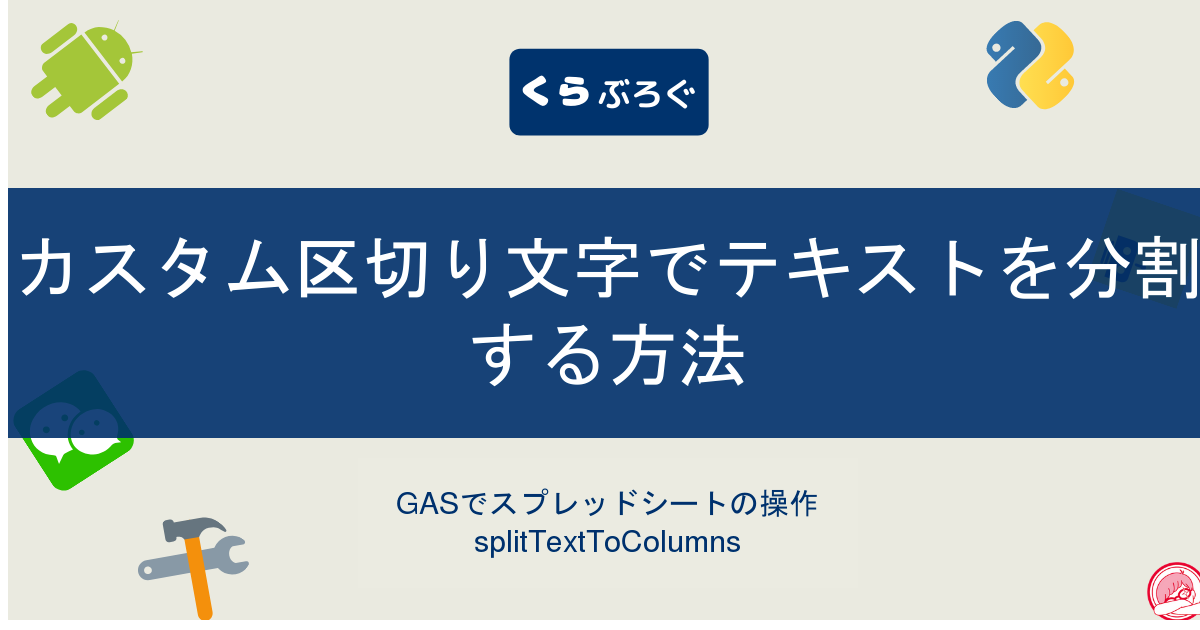 くらぶろぐ
カスタム区切り文字でテキストを分割
する方法
GASでスプレッドシートの操作
splitTextToColumns